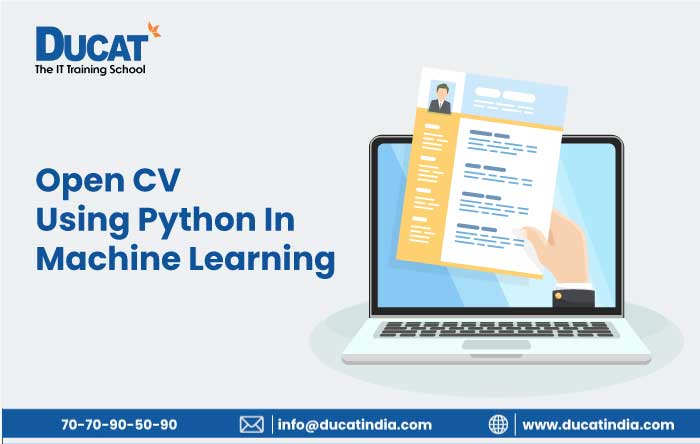 DUCAT
The IT Training School
Open CV
Using Python In
Machine Learning
70-70-90-50-90
info@ducatindia.com
www.ducatindia.com